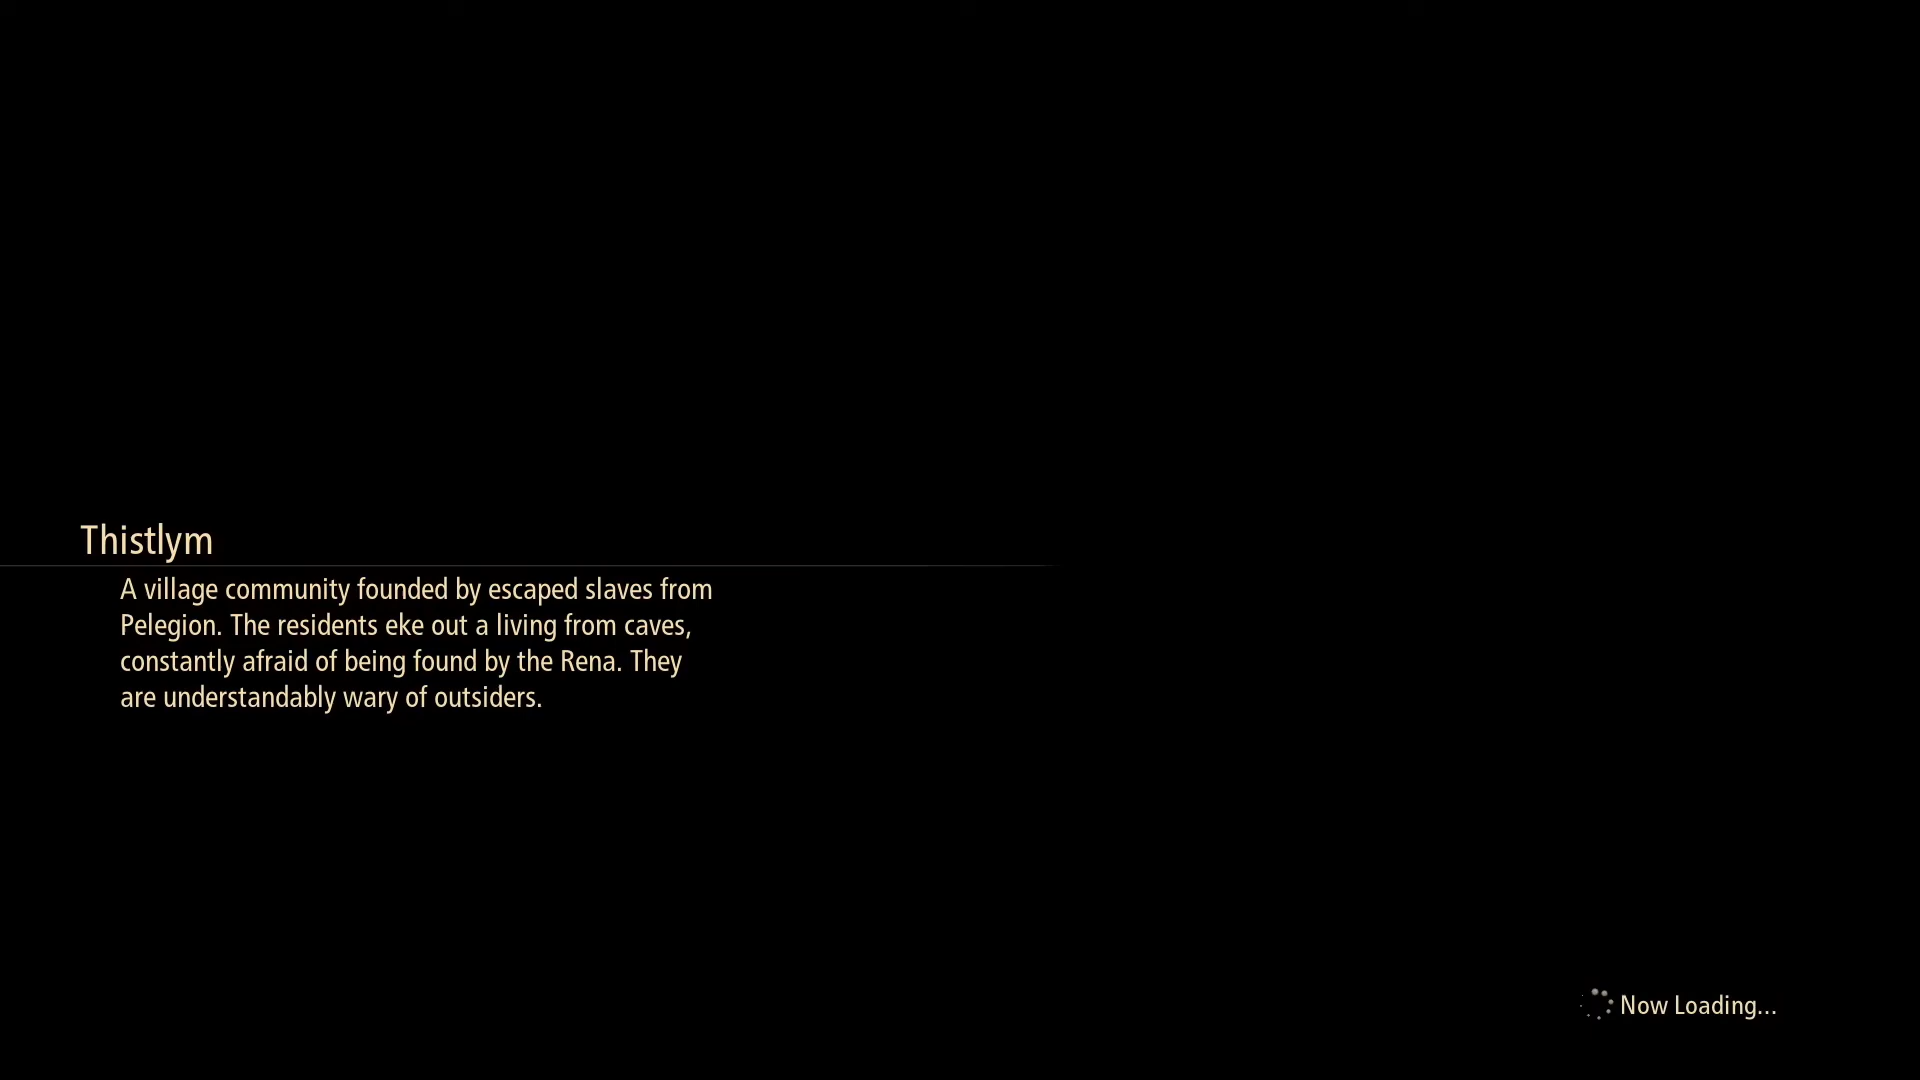 Thistlym
A village community founded by escaped slaves from
Pelegion. The residents eke out a living from caves,
constantly afraid of being found by the Rena. They
are understandably wary of outsiders.
Now Loading...